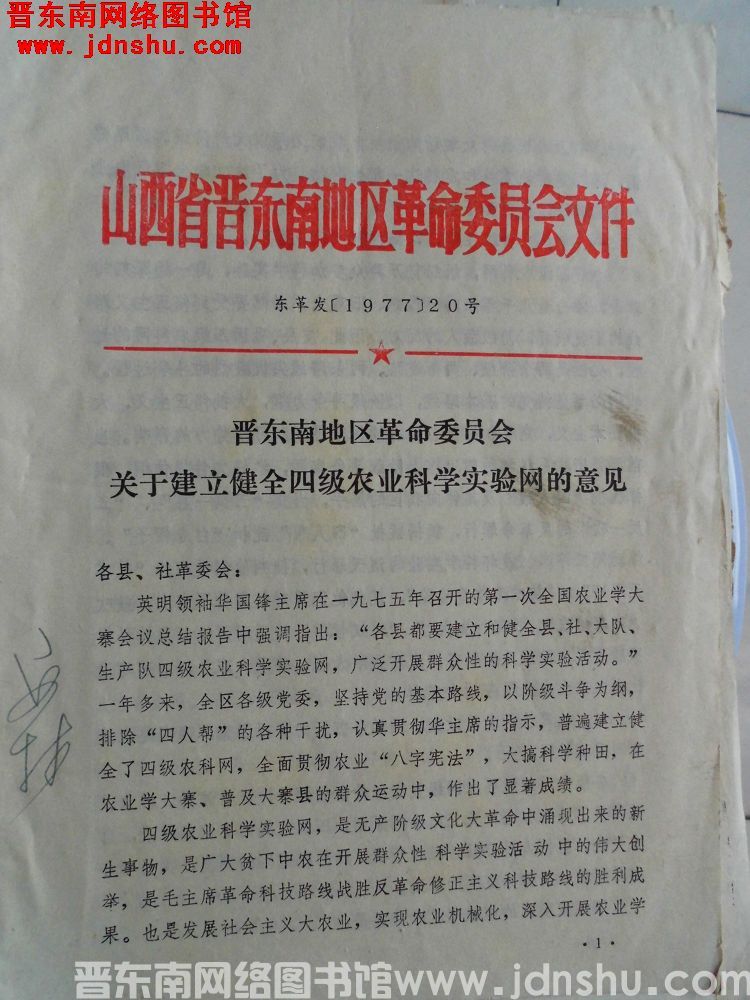 晋东南网络图书馆
www.jdnshu.com
山西省晋东南地区革命委员会文件
东革发〔1977〕20号
晋东南地区革命委员会
关于建立健全四级农业科学实验网的意见
各县、社革委会：
英明领袖华国锋主席在一九七五年召开的第一次全国农业学大
寨会议总结报告中强调指出：“各县都要建立和健全县、社、大队、
生产队四级农业科学实验网，广泛开展群众性的科学实验活动。”
一年多来，全区各级党委，坚持党的基本路线，以阶级斗争为纲，
排除“四人帮”的各种干扰，认真贯彻华主席的指示，普遍建立健
全了四级农科网，全面贯彻农业“八字宪法”，大搞科学种田，在
农业学大寨、普及大寨县的群众运动中，作出了显著成绩。
四级农业科学实验网，是无产阶级文化大革命中涌现出来的新
生事物，是广大贫下中农在开展群众性 科学实验活 动 中的伟大创
举，是毛主席革命科技路线战胜反革命修正主义科技路线的胜利成
果。也是发展社会主义大农业，实现农业机械化，深入开展农业学
·1·
晋东南网络图书馆www.jdnshu.com